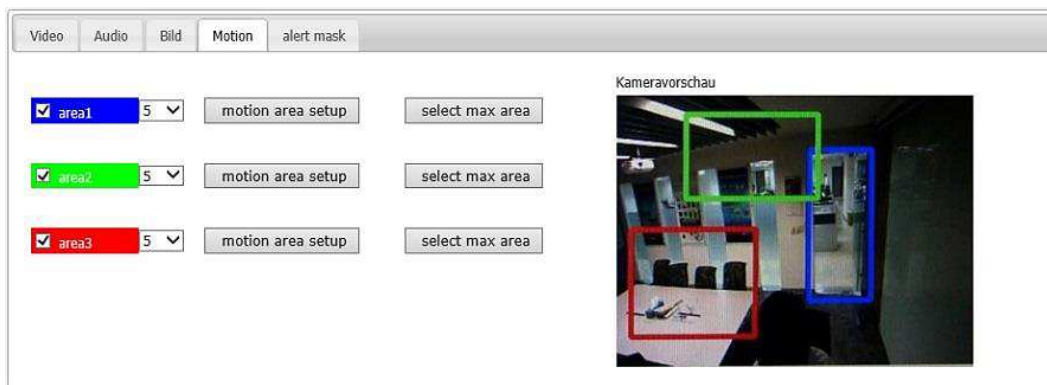 Video Audio Bild Motion alert mask
Kameravorschau
area1 5 motion area setup select max area
area2 5 motion area setup select max area
area3 5 motion area setup select max area